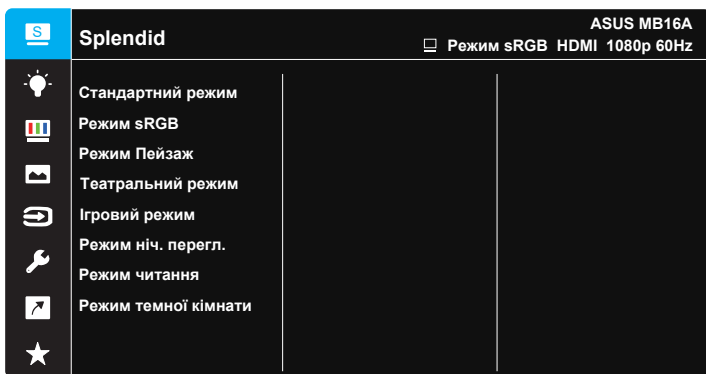 S
Splendid
ASUS MB16A
Режим sRGB HDMI 1080p 60Hz
Стандартний режим
Режим sRGB
Режим Пейзаж
Театральний режим
Ігровий режим
Режим ніч. перегл.
Режим читання
Режим темної кімнати